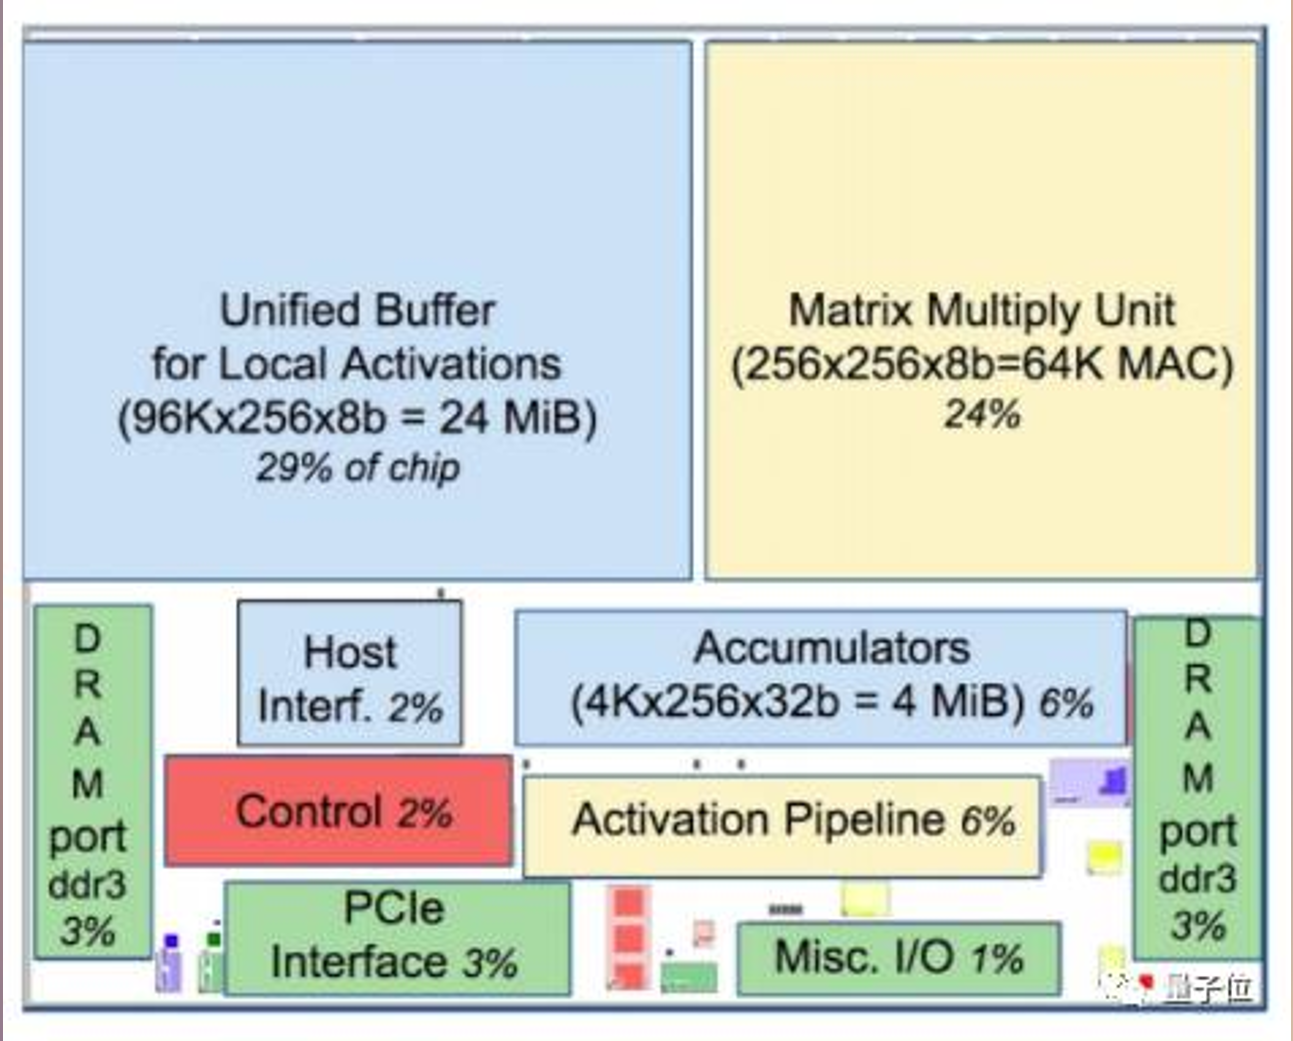 Unified Buffer
for Local Activations
(96Kx256x8b = 24 MiB)
29% of chip
Matrix Multiply Unit
(256x256x8b=64K MAC)
24%
D
R
A
M
port
ddr3
3%
Host
Interf. 2%
Accumulators
(4Kx256x32b = 4 MiB) 6%
D
R
A
M
port
ddr3
3%
Control 2%
Activation Pipeline 6%
PCIe
Interface 3%
Misc. I/O 1%
量子位